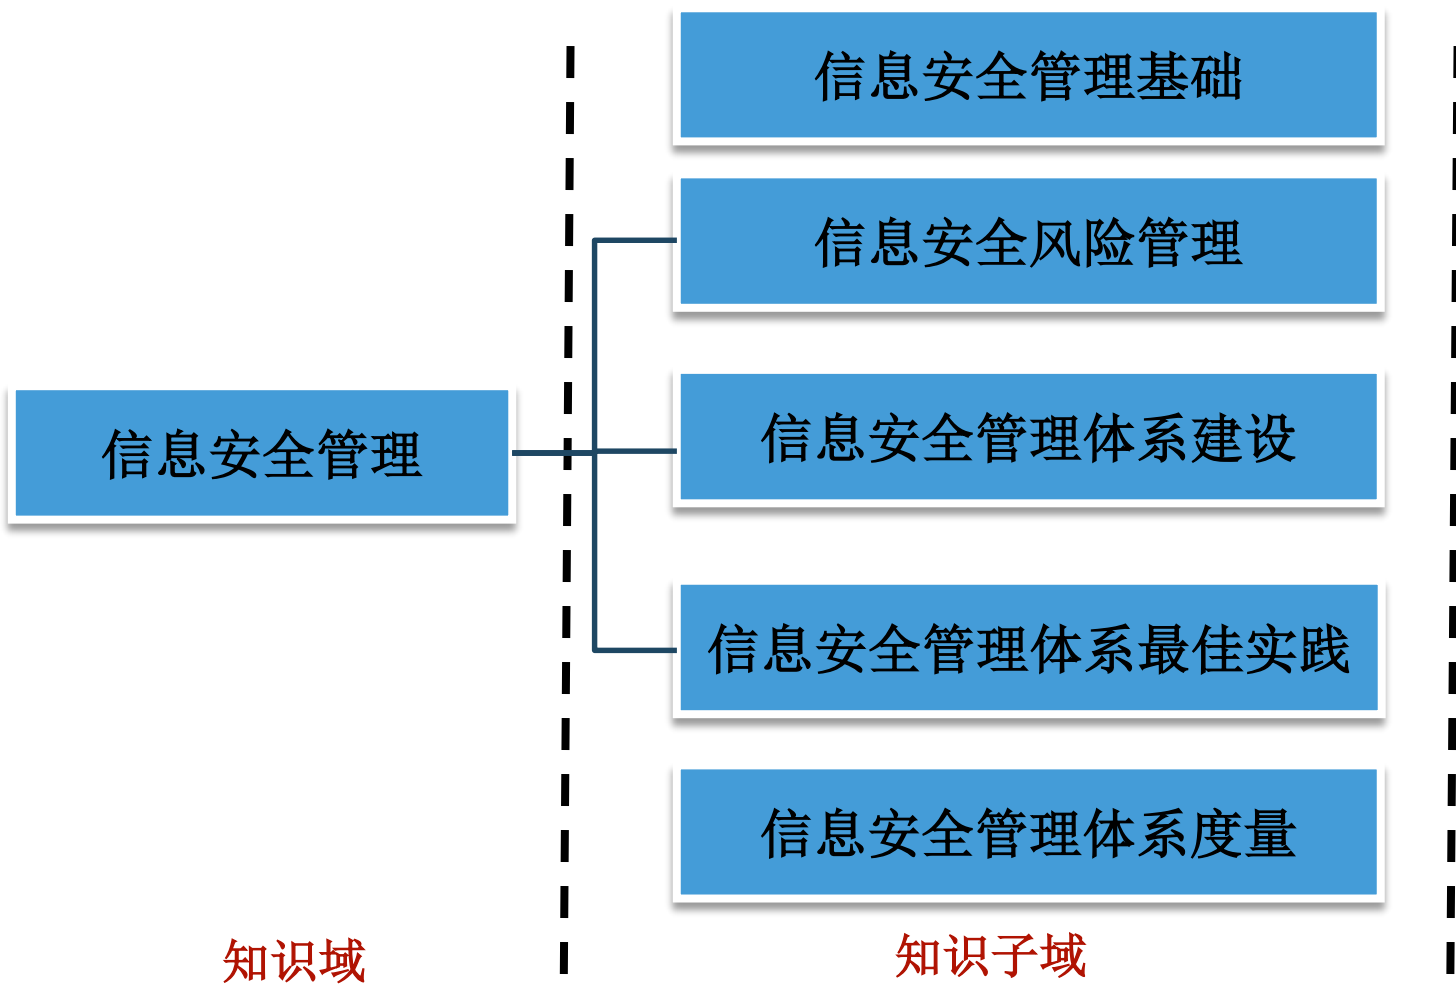 信息安全管理基础
信息安全风险管理
信息安全管理
信息安全管理体系建设
信息安全管理体系最佳实践
信息安全管理体系度量
知识域
知识子域